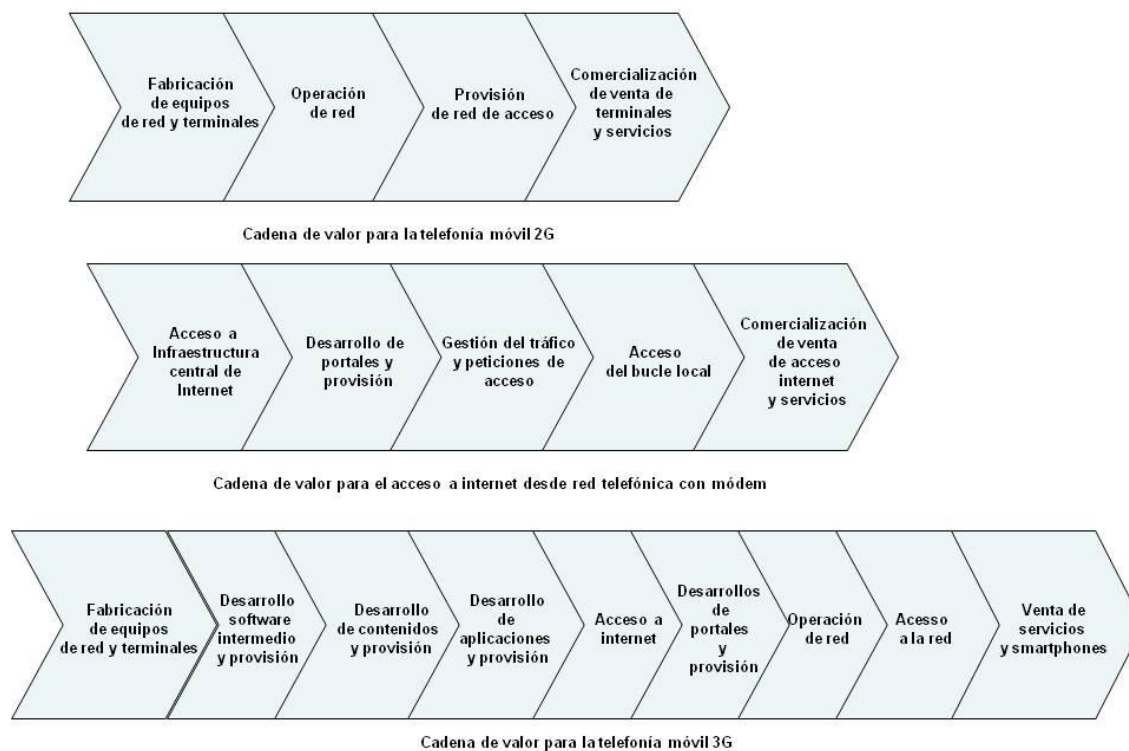 Fabricación
de equipos
de red y terminales
Operación
de red
Provisión
de red de acceso
Comercialización
de venta de
terminales
y servicios
Cadena de valor para la telefonía móvil 2G
Acceso a
Infraestructura
central de
Internet
Desarrollo de
portales y
provisión
Gestión del tráfico
y peticiones de
acceso
Acceso
del bucle local
Comercialización
de venta
de acceso
internet
y servicios
Cadena de valor para el acceso a internet desde red telefónica con módem
Fabricación
de equipos
de red y terminales
Desarrollo
software
intermedio
y provisión
Desarrollo
de contenidos
y provisión
Desarrollo
de
aplicaciones
y provisión
Acceso a
internet
Desarrollos
de
portales
y
provisión
Operación
de red
Acesso
a la red
Venta de
servicios
y smartphones
Cadena de valor para la telefonía móvil 3G